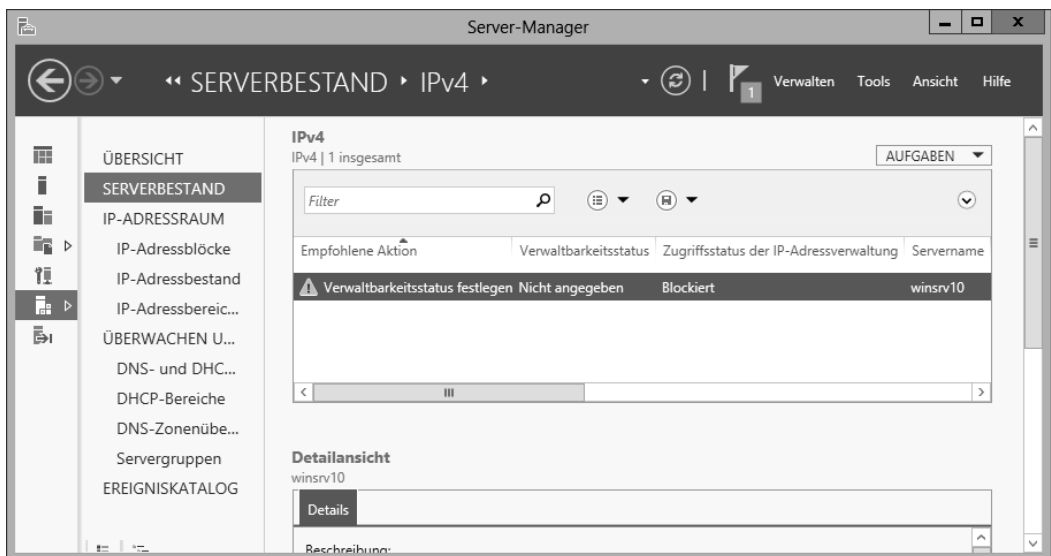 Server-Manager
SERVERBESTAND IPv4
1 Verwalten Tools Ansicht Hilfe
ÜBERSICHT
SERVERBESTAND
IP-ADRESSRAUM
IP-Adressblöcke
IP-Adressbestand
IP-Adressbereic...
ÜBERWACHEN U...
DNS- und DHC...
DHCP-Bereiche
DNS-Zonenübe...
Servergruppen
EREIGNISKATALOG
IPv4
IPv4 | 1 insgesamt
AUFGABEN
Filter
Empfohlene Aktion Verwaltbarkeitsstatus Zugriffsstatus der IP-Adressverwaltung Servername
Verwaltbarkeitsstatus festlegen Nicht angegeben Blockiert winsrv10
Detailansicht
winsrv10
Details
Beschreibung: